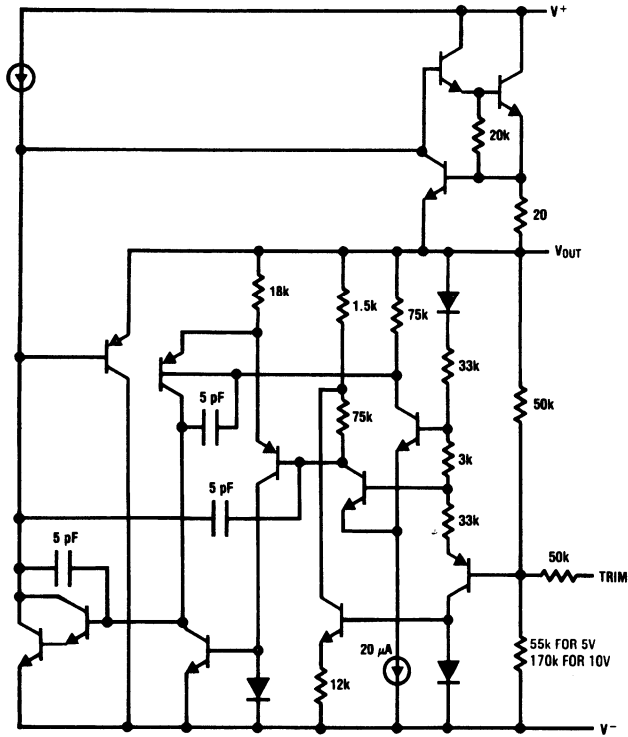 V+
20k
20
VOUT
18k
1.5k
75k
33k
5 pF
75k
50k
3k
5 pF
33k
5 pF
50k
TRIM
20 μA
55k FOR 5V
170k FOR 10V
12k
V−